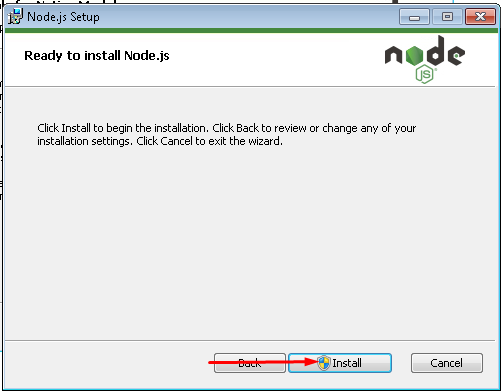 Node.js Setup
Ready to install Node.js
node
JS
Click Install to begin the installation. Click Back to review or change any of your
installation settings. Click Cancel to exit the wizard.
Back
Install
Cancel